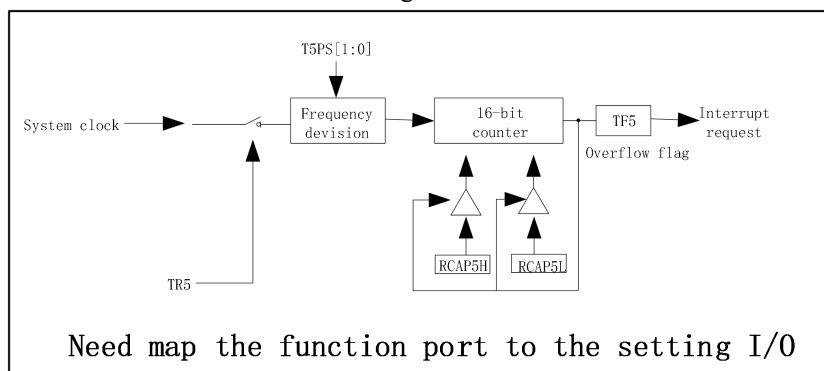 T5PS[1:0]
System clock
Frequency
devision
16-bit
counter
TF5
Interrupt
request
Overflow flag
RCAP5H
RCAP5L
TR5
Need map the function port to the setting I/O